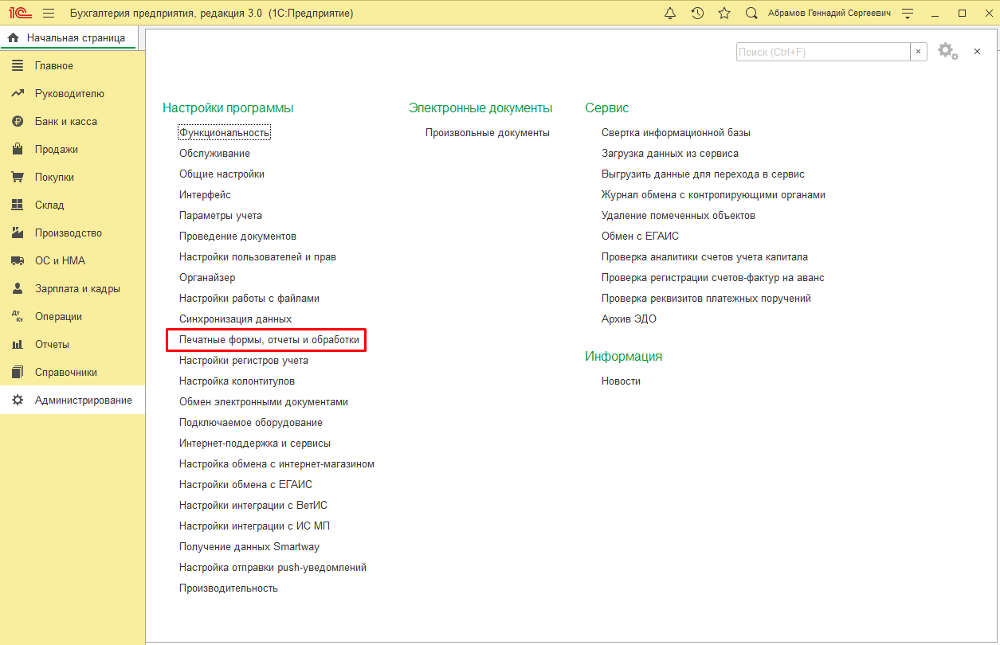 1С Бухгалтерия предприятия, редакция 3.0 (1С:Предприятие) Абрамов Геннадий Сергеевич
Начальная страница
Поиск (Ctrl+F)
Главное
Руководителю
Банк и касса
Продажи
Покупки
Склад
Производство
ОС и НМА
Зарплата и кадры
Дт Кт Операции
Отчеты
Справочники
Администрирование
Настройки программы
Функциональность
Обслуживание
Общие настройки
Интерфейс
Параметры учета
Проведение документов
Настройки пользователей и прав
Органайзер
Настройки работы с файлами
Синхронизация данных
Печатные формы, отчеты и обработки
Настройки регистров учета
Настройка колонтитулов
Обмен электронными документами
Подключаемое оборудование
Интернет-поддержка и сервисы
Настройка обмена с интернет-магазином
Настройки обмена с ЕГАИС
Настройки интеграции с ВетИС
Настройки интеграции с ИС МП
Получение данных Smartway
Настройка отправки push-уведомлений
Производительность
Электронные документы
Произвольные документы
Сервис
Свертка информационной базы
Загрузка данных из сервиса
Выгрузить данные для перехода в сервис
Журнал обмена с контролирующими органами
Удаление помеченных объектов
Обмен с ЕГАИС
Проверка аналитики счетов учета капитала
Проверка регистрации счетов-фактур на аванс
Проверка реквизитов платежных поручений
Архив ЭДО
Информация
Новости